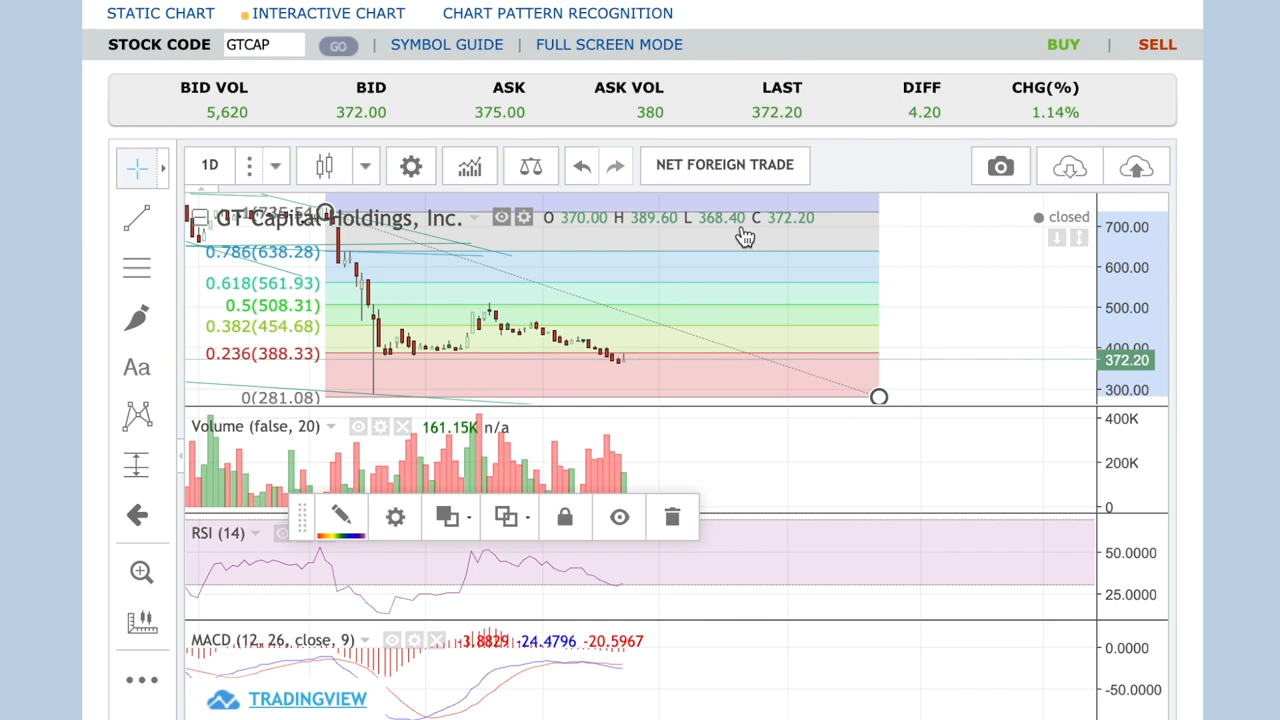 STATIC CHART INTERACTIVE CHART CHART PATTERN RECOGNITION
STOCK CODE GTCAP GO | SYMBOL GUIDE | FULL SCREEN MODE BUY | SELL
BID VOL BID ASK ASK VOL LAST DIFF CHG(%)
5,620 372.00 375.00 380 372.20 4.20 1.14%
1D NET FOREIGN TRADE
GT Capital Holdings, Inc. O 370.00 H 389.60 L 368.40 C 372.20 closed
700.00
0.786(638.28)
600.00
0.618(561.93)
0.5(508.31)
500.00
0.382(454.68)
400.00
0.236(388.33)
372.20
300.00
0(281.08)
Volume (false, 20) 161.15K n/a
400K
200K
0
Aa
RSI (14)
50.0000
25.0000
MACD (12, 26, close, 9) -3.8829 -24.4796 -20.5967
0.0000
-50.0000
TRADINGVIEW